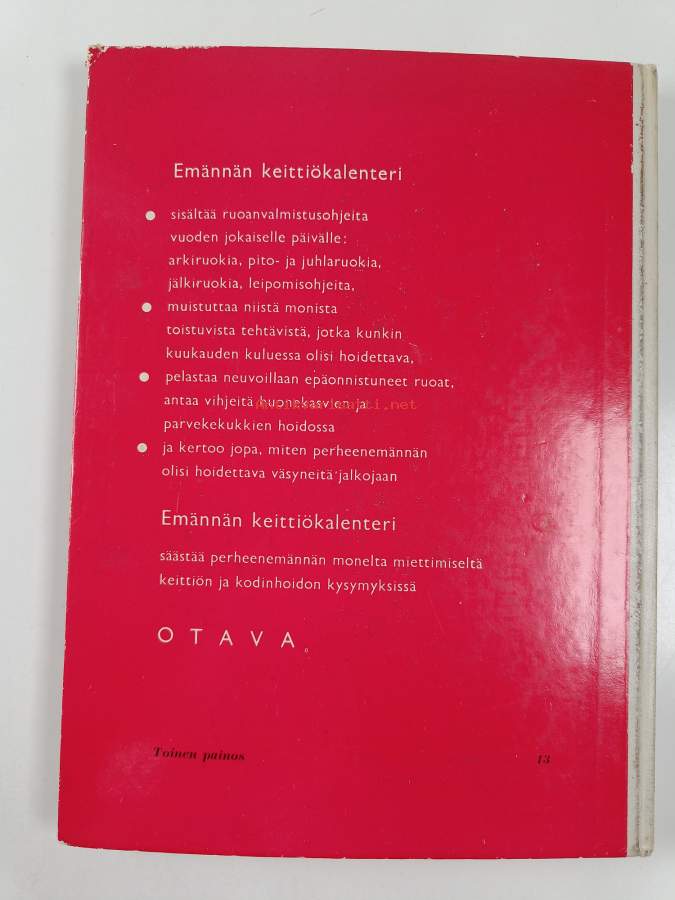 Emännän keittiökalenteri
● sisältää ruoanvalmistusohjeita
vuoden jokaiselle päivälle:
arkiruokia, pito- ja juhlaruokia,
jälkiruokia, leipomisohjeita,
● muistuttaa niistä monista
toistuvista tehtävistä, jotka kunkin
kuukauden kuluessa olisi hoidettava,
● pelastaa neuvoillaan epäonnistuneet ruoat,
antaa vihjeitä huonekasvien ja
parvekekukkien hoidossa
● ja kertoo jopa, miten perheenemännän
olisi hoidettava väsyneitä jalkojaan
Emännän keittiökalenteri
säästää perheenemännän monelta miettimiseltä
keittiön ja kodinhoidon kysymyksissä
OTAVA
Toinen painos 13